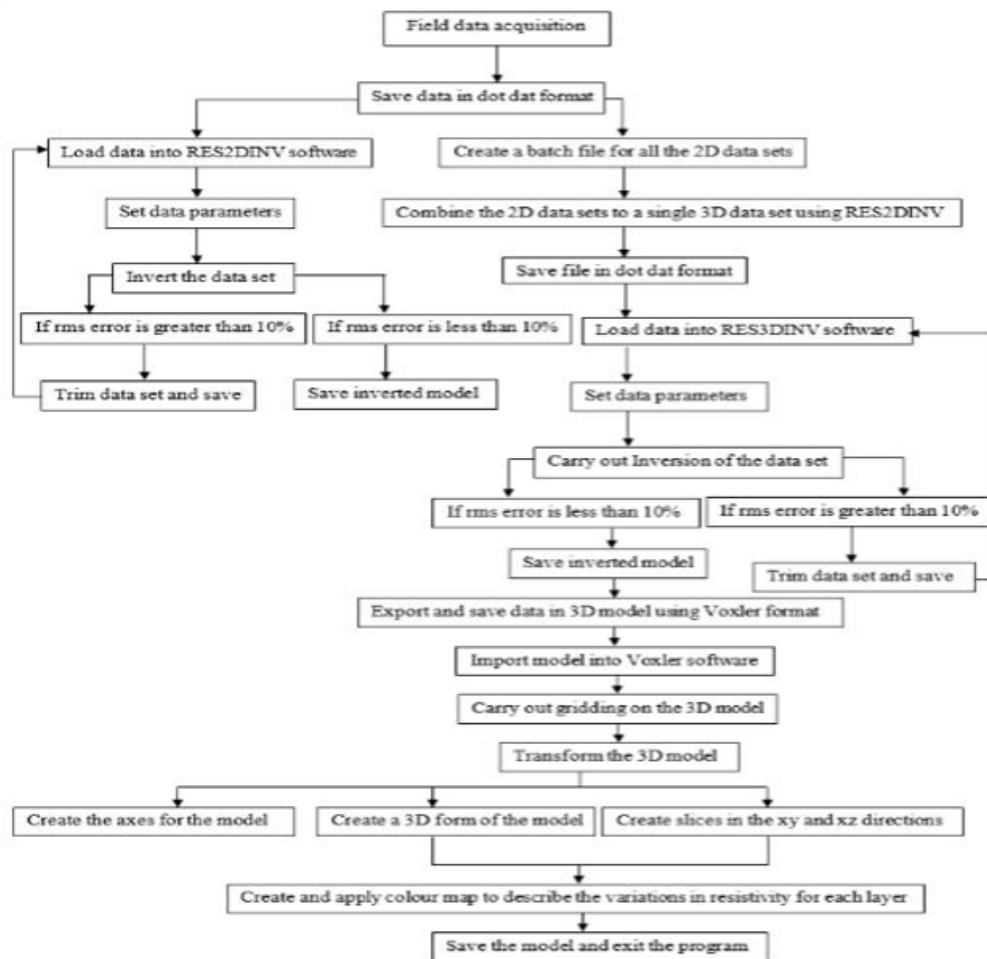 Field data acquisition
Save data in dot dat format
Load data into RES2DINV software
Create a batch file for all the 2D data sets
Set data parameters
Combine the 2D data sets to a single 3D data set using RES2DINV
Invert the data set
Save file in dot dat format
If rms error is greater than 10%
If rms error is less than 10%
Load data into RES3DINV software
Trim data set and save
Save inverted model
Set data parameters
Carry out Inversion of the data set
If rms error is less than 10%
If rms error is greater than 10%
Save inverted model
Trim data set and save
Export and save data in 3D model using Voxler format
Import model into Voxler software
Carry out gridding on the 3D model
Transform the 3D model
Create the axes for the model
Create a 3D form of the model
Create slices in the xy and xz directions
Create and apply colour map to describe the variations in resistivity for each layer
Save the model and exit the program